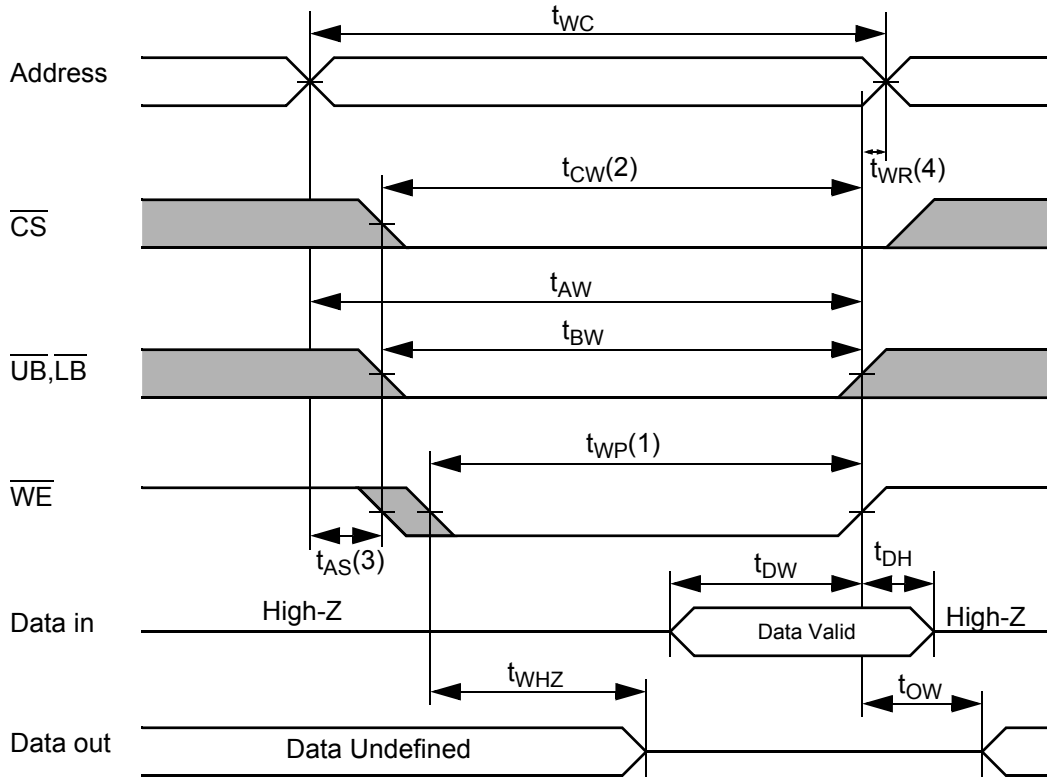 tWC
Address
tCW(2)
tWR(4)
CS
tAW
tBW
UB,LB
tWP(1)
WE
tAS(3)
tDW
tDH
High-Z
Data in
Data Valid
High-Z
tWHZ
tOW
Data out
Data Undefined